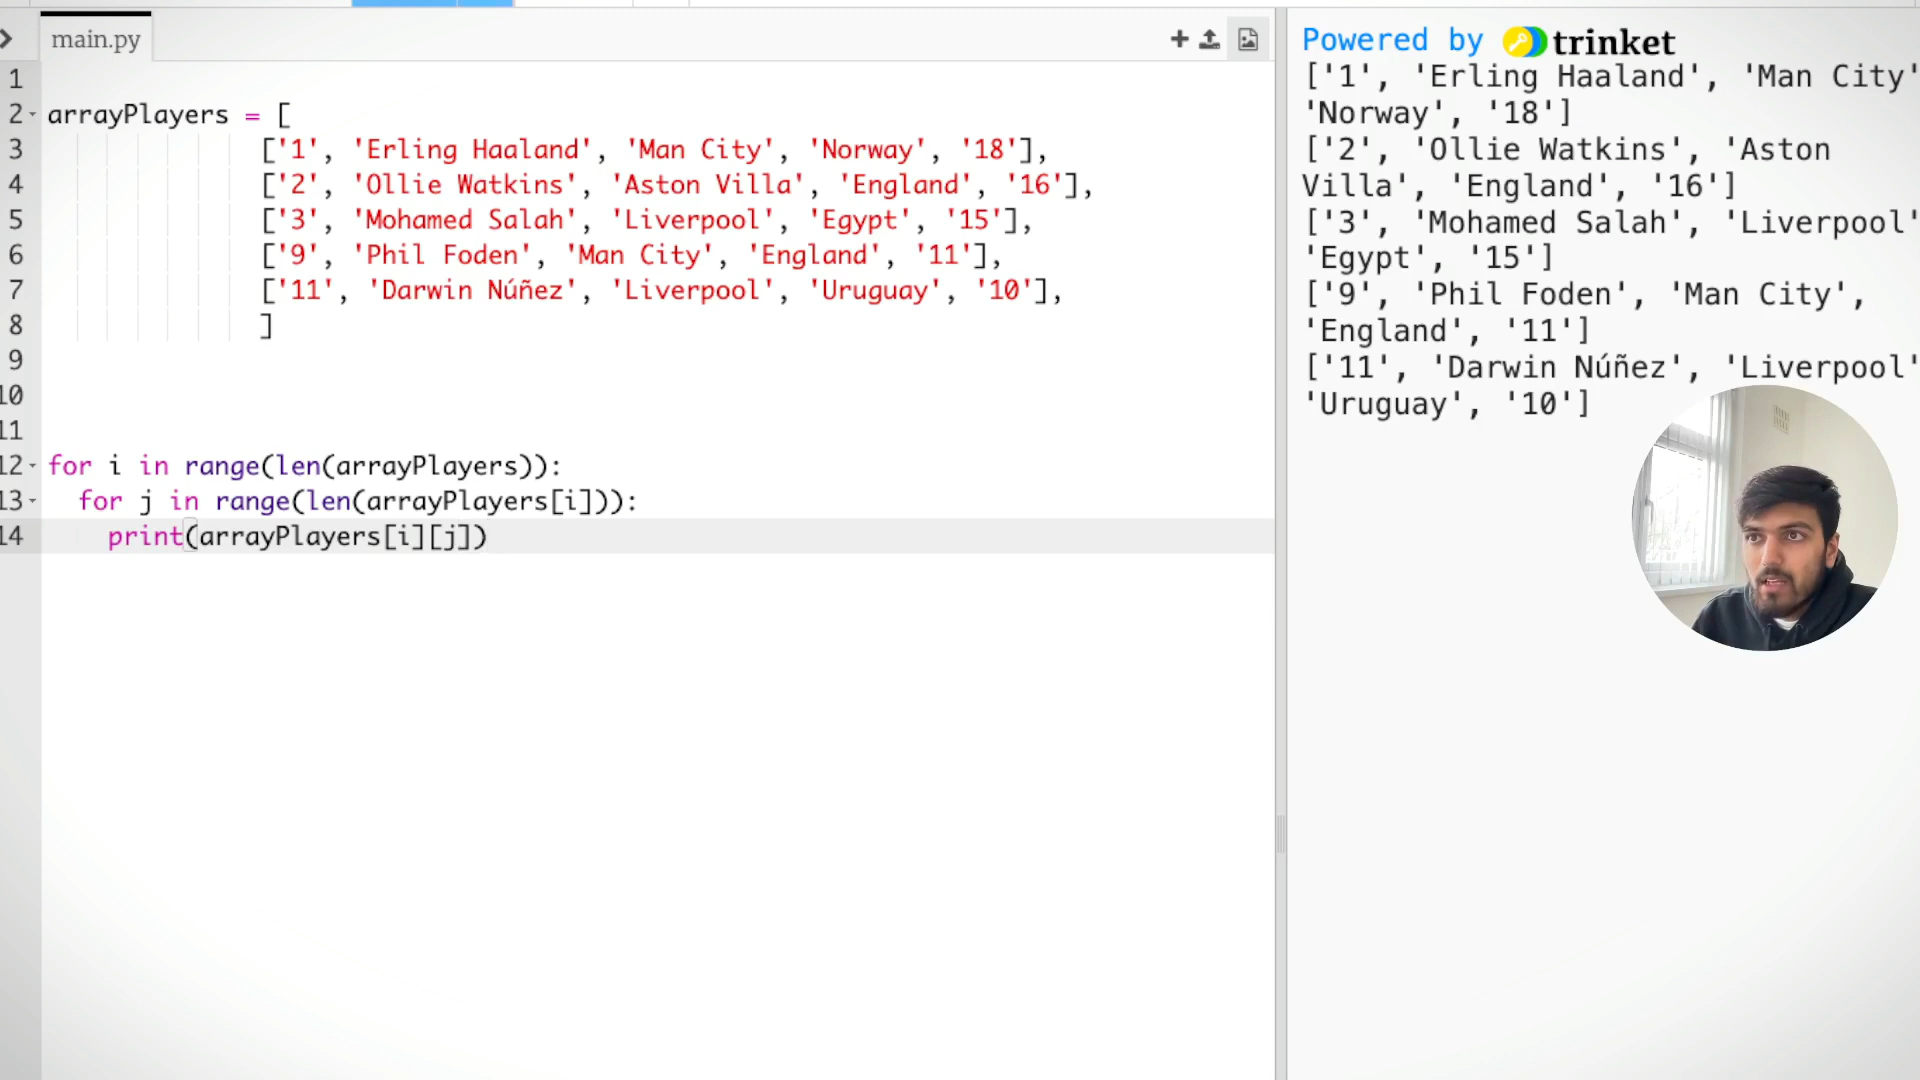 main.py
1
2 arrayPlayers = [
3 ['1', 'Erling Haaland', 'Man City', 'Norway', '18'],
4 ['2', 'Ollie Watkins', 'Aston Villa', 'England', '16'],
5 ['3', 'Mohamed Salah', 'Liverpool', 'Egypt', '15'],
6 ['9', 'Phil Foden', 'Man City', 'England', '11'],
7 ['11', 'Darwin Núñez', 'Liverpool', 'Uruguay', '10'],
8 ]
9
10
11
12 for i in range(len(arrayPlayers)):
13 for j in range(len(arrayPlayers[i])):
14 print(arrayPlayers[i][j])
Powered by trinket
['1', 'Erling Haaland', 'Man City'
'Norway', '18']
['2', 'Ollie Watkins', 'Aston
Villa', 'England', '16']
['3', 'Mohamed Salah', 'Liverpool'
'Egypt', '15']
['9', 'Phil Foden', 'Man City',
'England', '11']
['11', 'Darwin Núñez', 'Liverpool'
'Uruguay', '10']